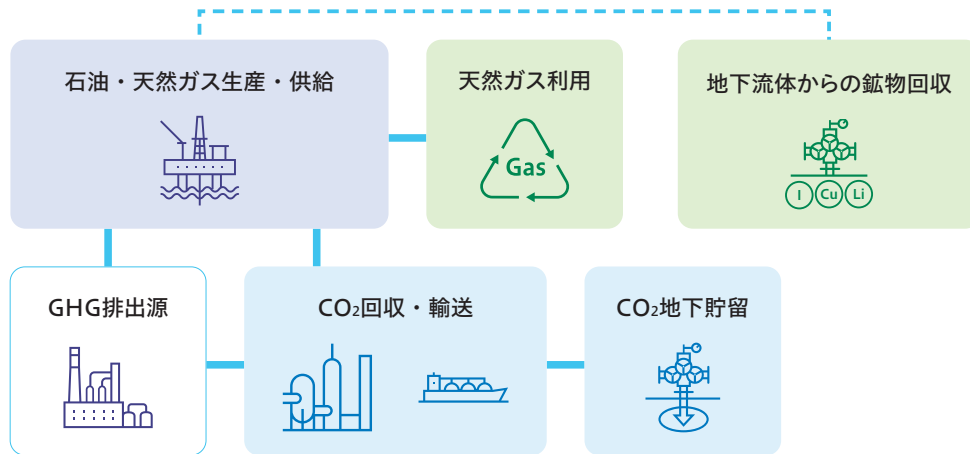 石油・天然ガス生産・供給
天然ガス利用
地下流体からの鉱物回収
Gas
I
Cu
Li
GHG排出源
CO₂回収・輸送
CO₂地下貯留